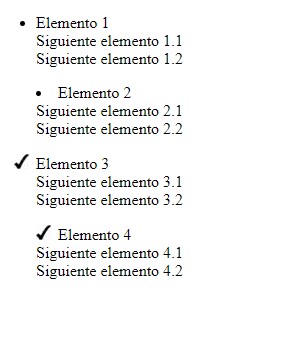 • Elemento 1
Siguiente elemento 1.1
Siguiente elemento 1.2
• Elemento 2
Siguiente elemento 2.1
Siguiente elemento 2.2
✔ Elemento 3
Siguiente elemento 3.1
Siguiente elemento 3.2
✔ Elemento 4
Siguiente elemento 4.1
Siguiente elemento 4.2